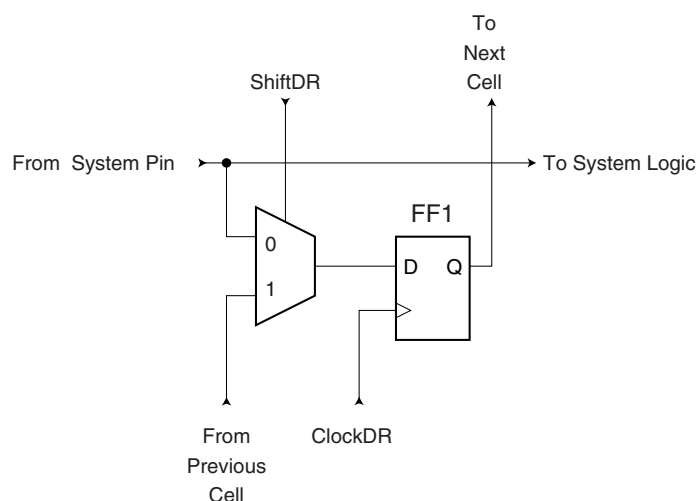 To
Next
Cell
ShiftDR
From System Pin
To System Logic
FF1
0
D Q
1
From
Previous
Cell
ClockDR